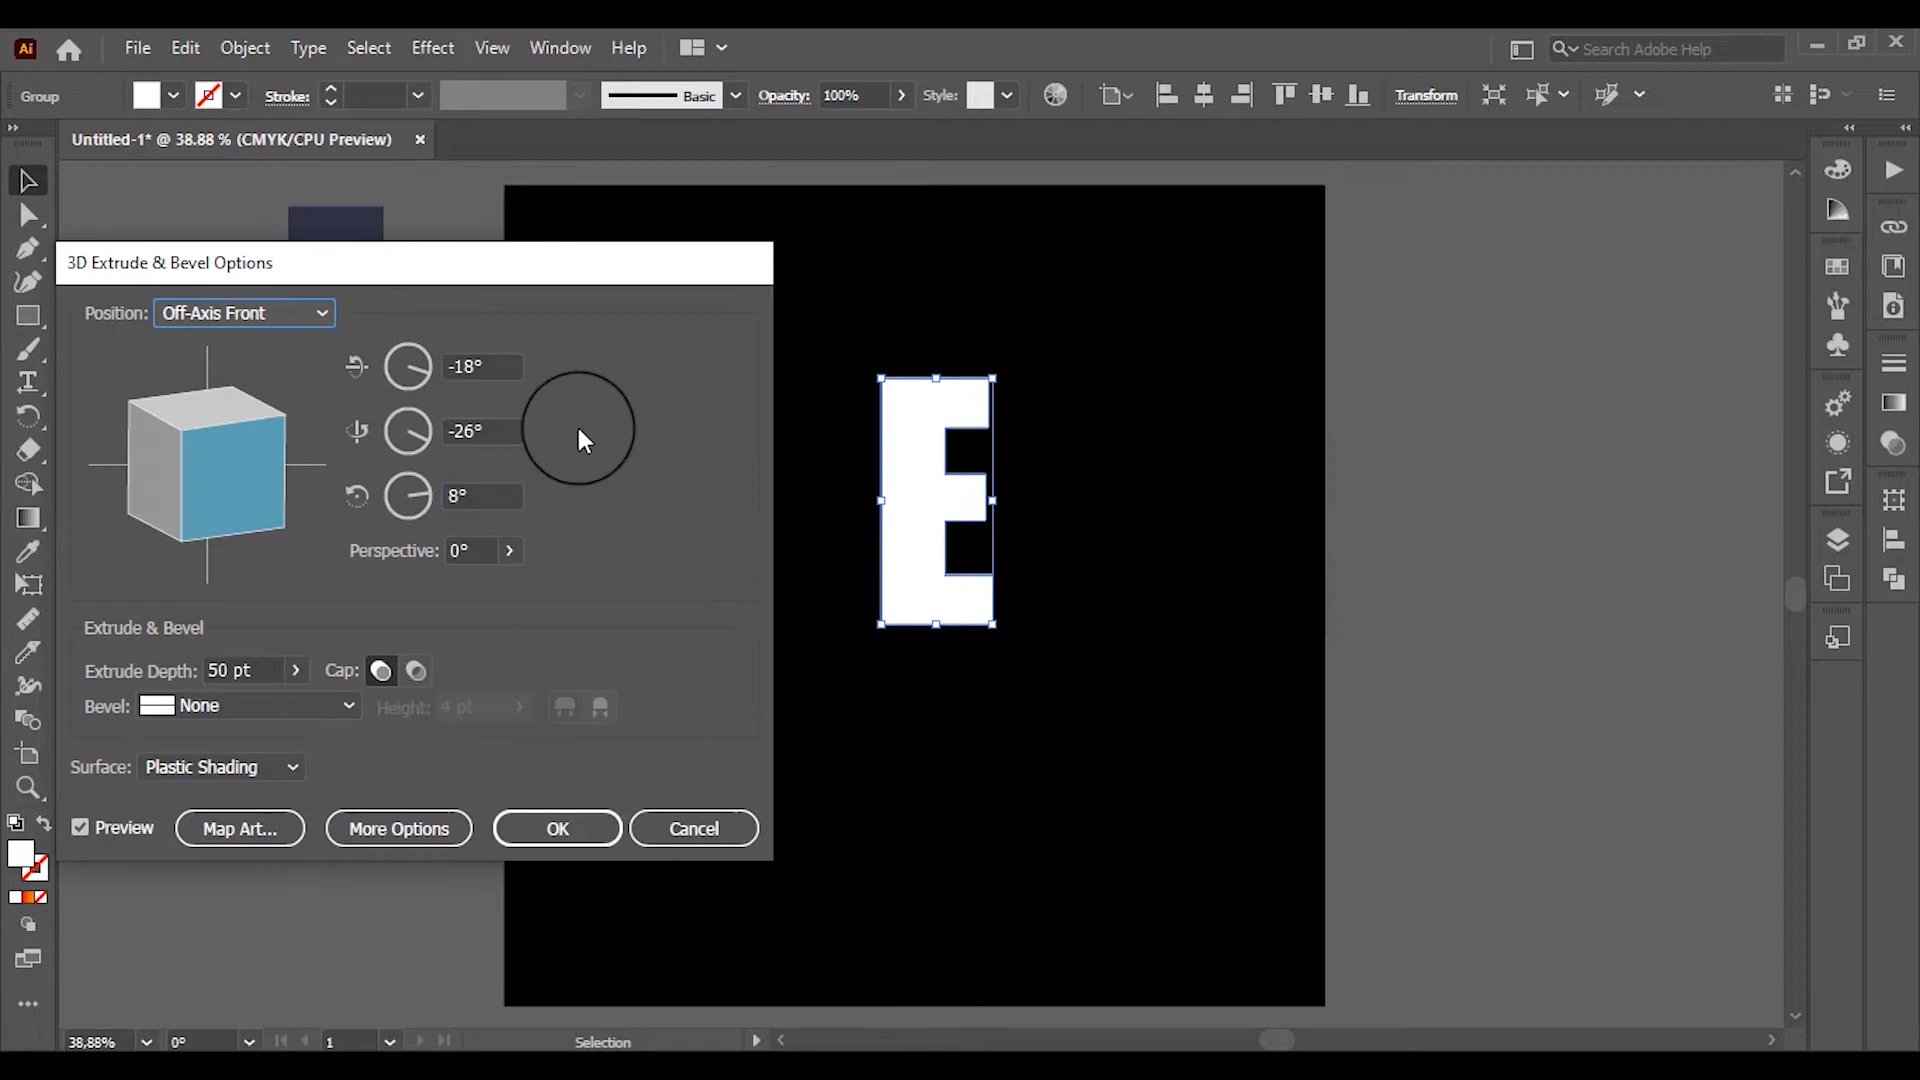 Ai File Edit Object Type Select Effect View Window Help Search Adobe Help
Group Stroke: Basic Opacity: 100% Style: Transform
Untitled-1* @ 38.88 % (CMYK/CPU Preview) ×
3D Extrude & Bevel Options
Position: Off-Axis Front
-18°
-26°
8°
Perspective: 0°
Extrude & Bevel
Extrude Depth: 50 pt Cap:
Bevel: None Height: 4 pt
Surface: Plastic Shading
Preview Map Art... More Options OK Cancel
E
38,88% 0° 1 Selection